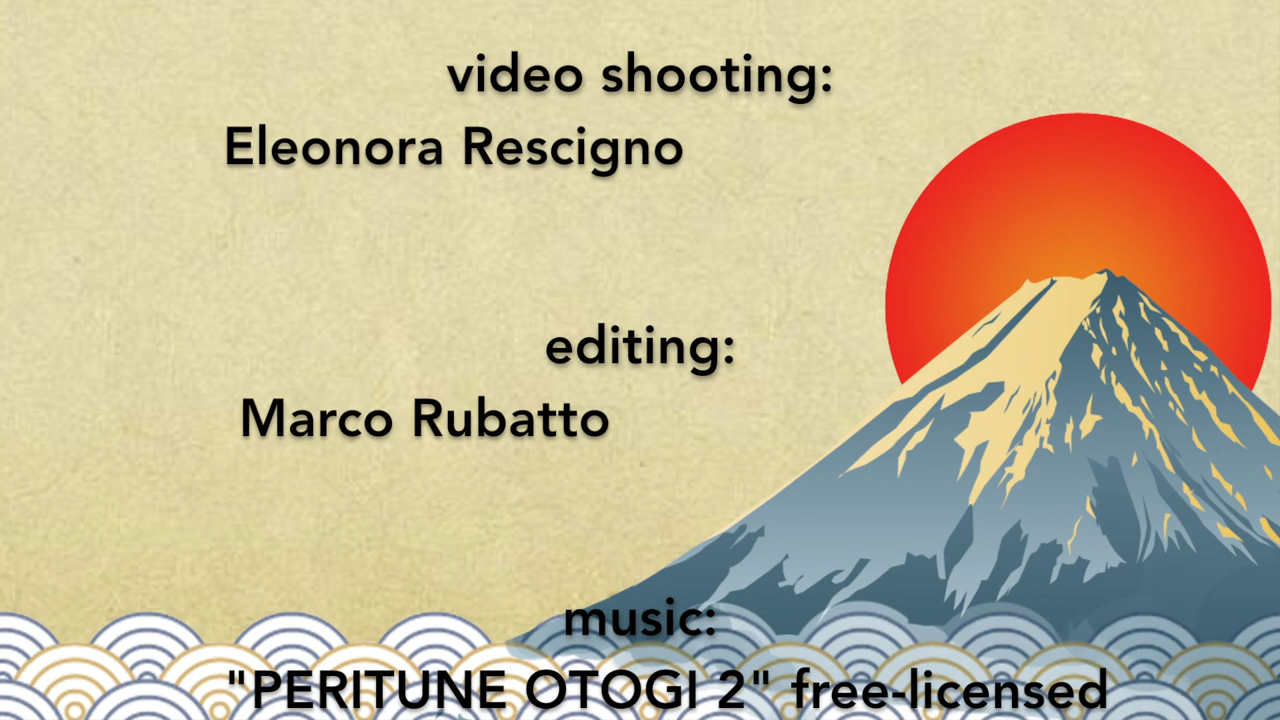 video shooting:
Eleonora Rescigno
editing:
Marco Rubatto
music:
"PERITUNE OTOGI 2" free-licensed